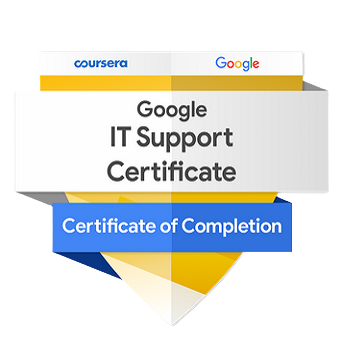 coursera Google
Google
IT Support
Certificate
Certificate of Completion